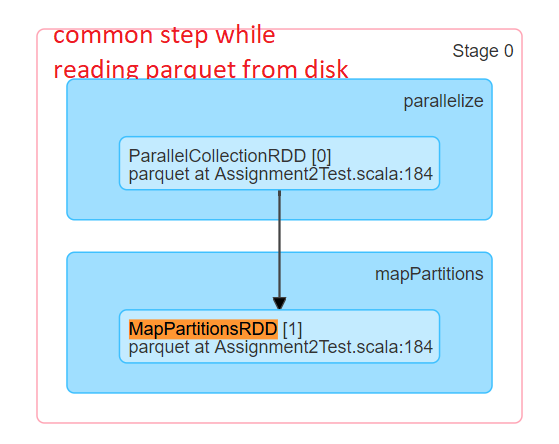 common step while
reading parquet from disk
Stage 0
parallelize
ParallelCollectionRDD [0]
parquet at Assignment2Test.scala:184
mapPartitions
MapPartitionsRDD [1]
parquet at Assignment2Test.scala:184